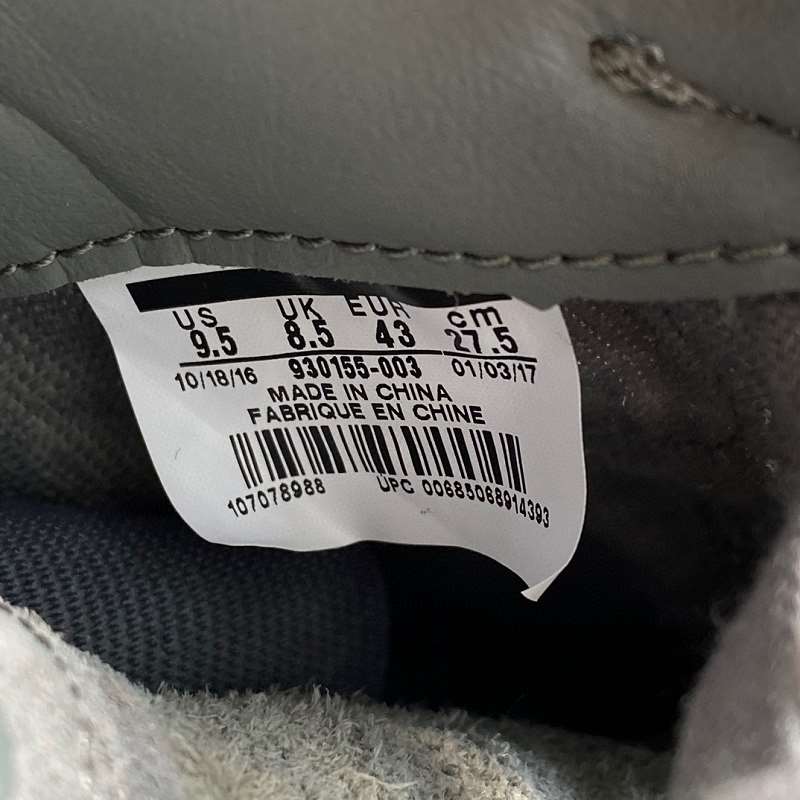 US UK EUR cm
9.5 8.5 43 27.5
10/18/16 930155-003 01/03/17
MADE IN CHINA
FABRIQUE EN CHINE
107078988 UPC 00685068914393